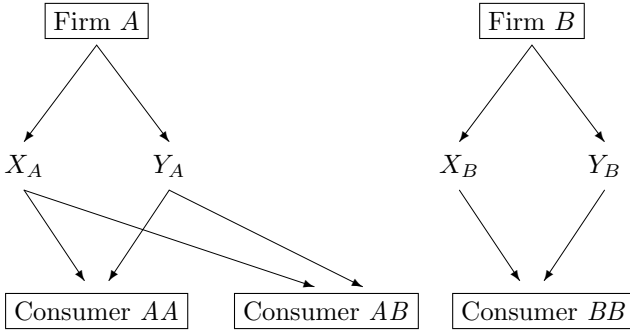 Firm A Firm B
X_A Y_A X_B Y_B
Consumer AA Consumer AB Consumer BB